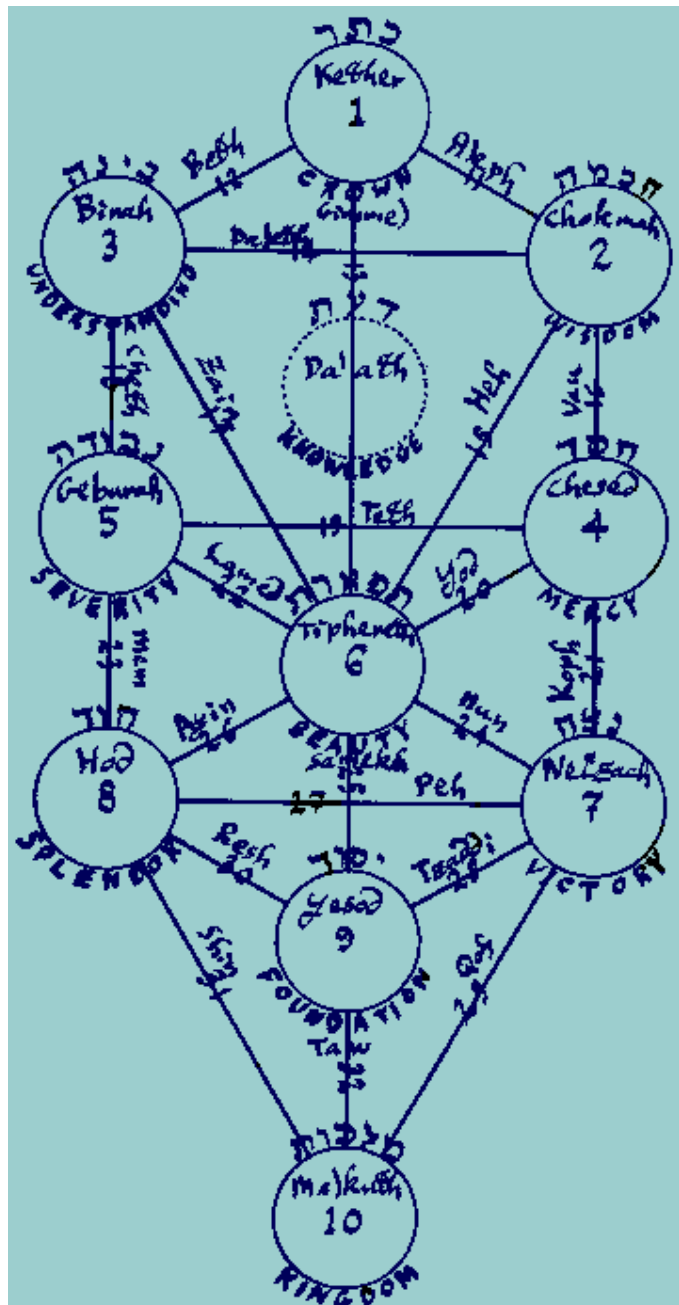 כתר
Kether
1
CROWN
Beth
12
Aleph
11
בינה
Binah
3
UNDERSTANDING
חכמה
Chokmah
2
WISDOM
Gimmel
13
Daleth
14
דעת
Da'ath
KNOWLEDGE
Cheth
18
Zain
17
Heh
15
Vau
16
גבורה
Geburah
5
SEVERITY
חסד
Chesed
4
MERCY
19 Teth
Lamed
22
Yod
20
תפארת
Tiphereth
6
BEAUTY
Mem
23
Koph
21
Ayin
26
Nun
24
Samekh
25
הוד
Hod
8
SPLENDOR
נצח
Netzach
7
VICTORY
27 Peh
Resh
30
Tzaddi
28
יסוד
Yesod
9
FOUNDATION
Shin
31
Qof
29
Taw
32
מלכות
Malkuth
10
KINGDOM